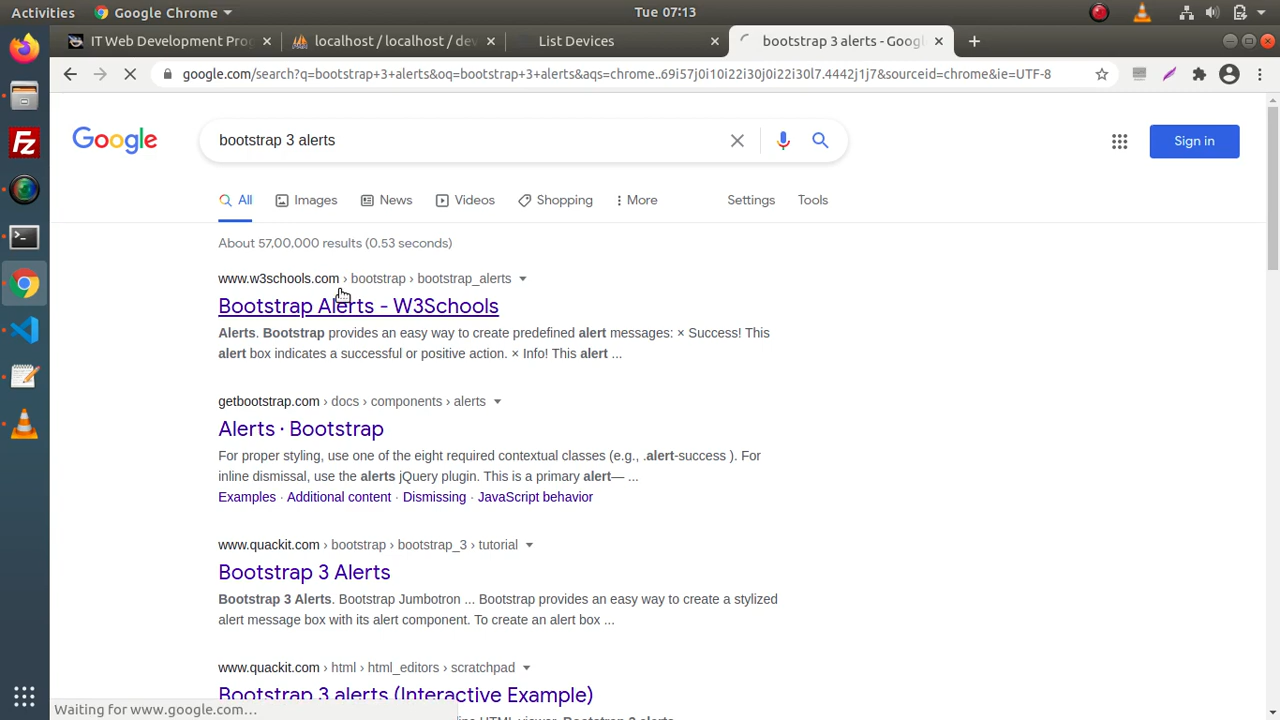 Activities Google Chrome Tue 07:13
IT Web Development Pro localhost / localhost / de List Devices bootstrap 3 alerts - Goog
google.com/search?q=bootstrap+3+alerts&oq=bootstrap+3+alerts&aqs=chrome..69i57j0i10i22i30j0i22i30l7.4442j1j7&sourceid=chrome&ie=UTF-8
Google bootstrap 3 alerts Sign in
All Images News Videos Shopping More Settings Tools
About 57,00,000 results (0.53 seconds)
www.w3schools.com › bootstrap › bootstrap_alerts
Bootstrap Alerts - W3Schools
Alerts. Bootstrap provides an easy way to create predefined alert messages: × Success! This
alert box indicates a successful or positive action. × Info! This alert ...
getbootstrap.com › docs › components › alerts
Alerts · Bootstrap
For proper styling, use one of the eight required contextual classes (e.g., .alert-success ). For
inline dismissal, use the alerts jQuery plugin. This is a primary alert— ...
Examples · Additional content · Dismissing · JavaScript behavior
www.quackit.com › bootstrap › bootstrap_3 › tutorial
Bootstrap 3 Alerts
Bootstrap 3 Alerts. Bootstrap Jumbotron ... Bootstrap provides an easy way to create a stylized
alert message box with its alert component. To create an alert box ...
www.quackit.com › html › html_editors › scratchpad
Bootstrap 3 alerts (Interactive Example)
HTML viewer. Bootstrap 3 alerts.
Waiting for www.google.com…